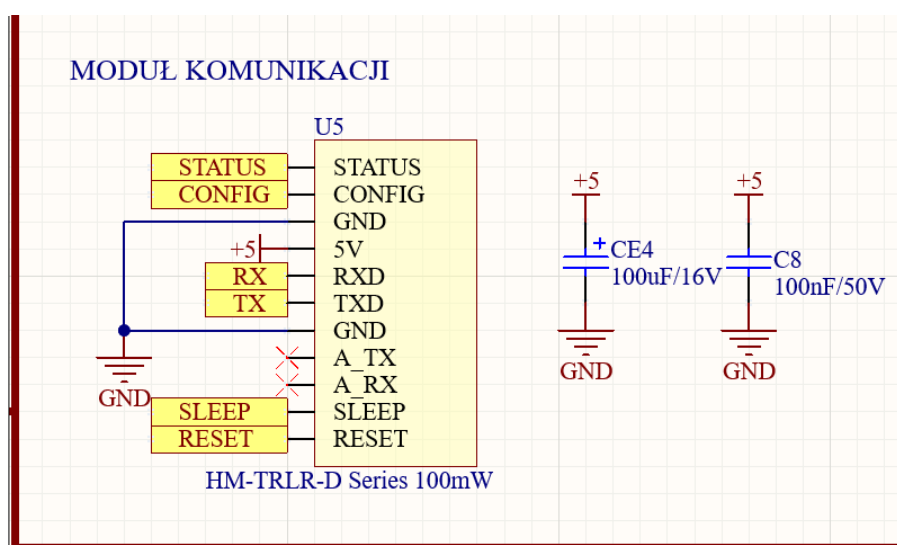 MODUŁ KOMUNIKACJI
U5
STATUS STATUS
CONFIG CONFIG
GND
+5 5V
RX RXD
TX TXD
GND
A_TX
A_RX
SLEEP SLEEP
RESET RESET
GND
HM-TRLR-D Series 100mW
+5
+ CE4
100uF/16V
GND
+5
C8
100nF/50V
GND